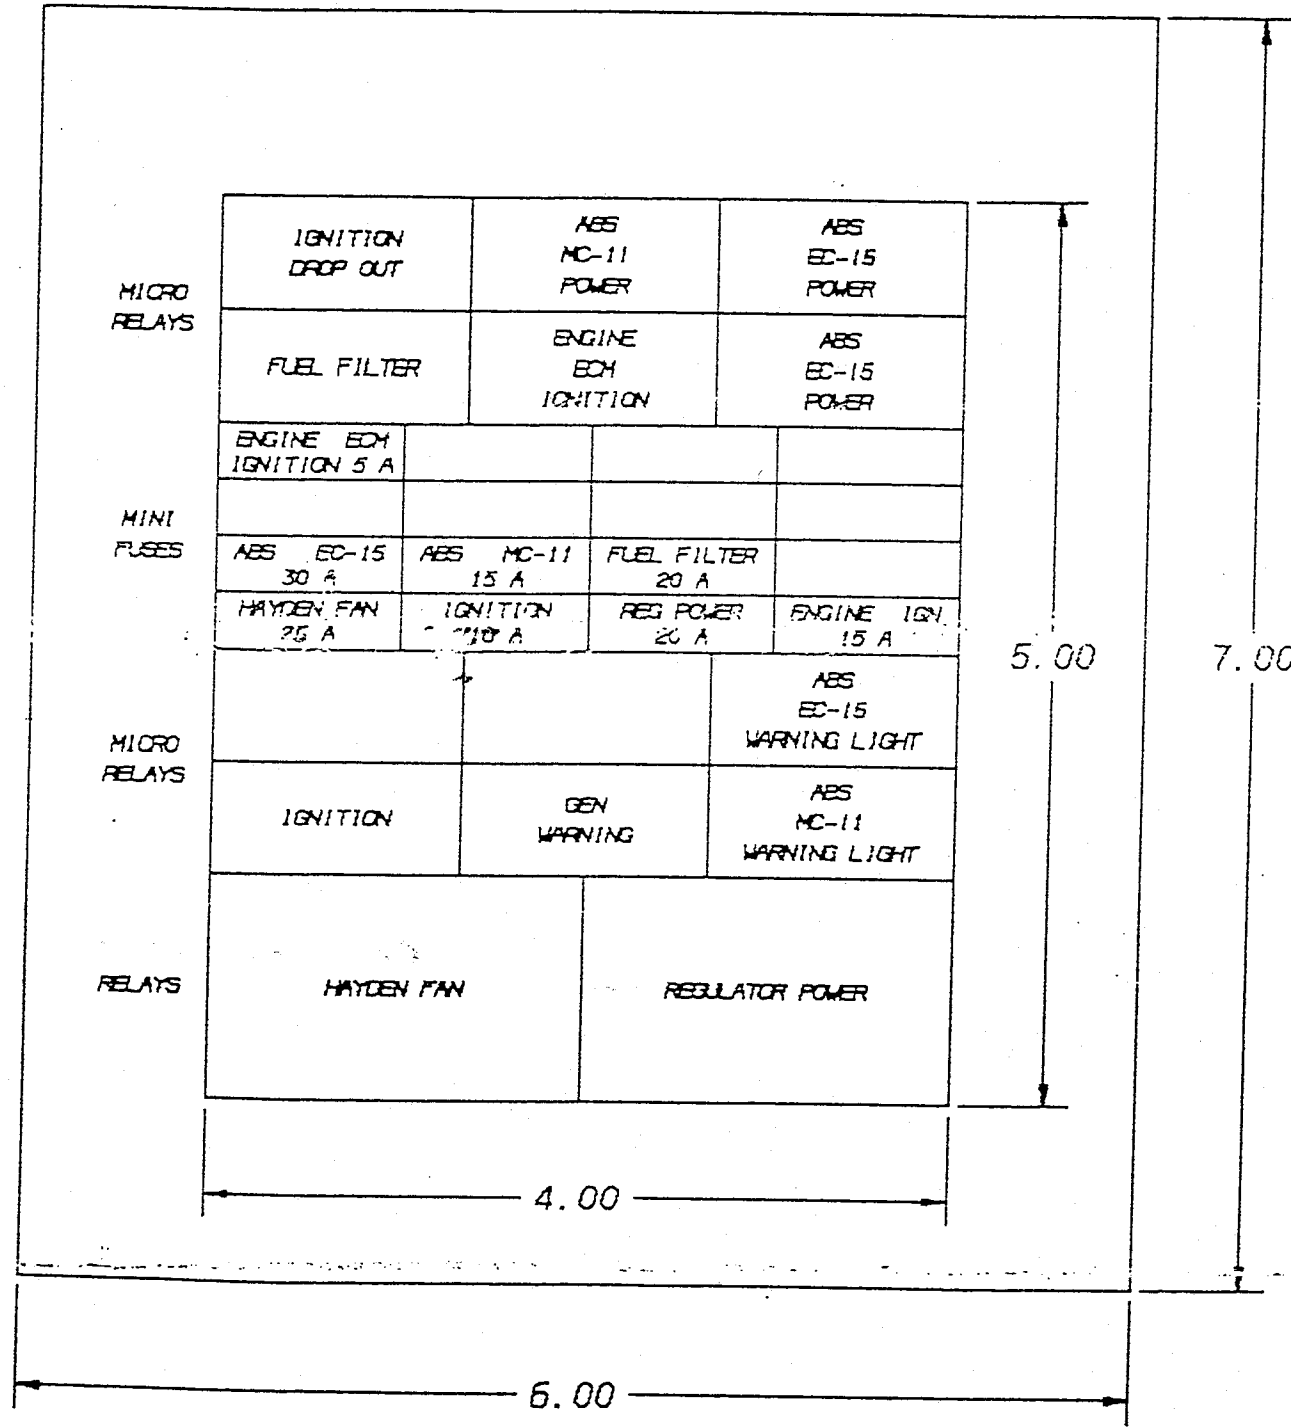 7.00
IGNITION
DROP OUT
ABS
MC-11
POWER
ABS
EC-15
POWER
MICRO
RELAYS
FUEL FILTER
ENGINE
ECM
IGNITION
ABS
EC-15
POWER
ENGINE ECM
IGNITION 5 A
MINI
FUSES
ABS EC-15
30 A
ABS MC-11
15 A
FUEL FILTER
20 A
HAYDEN FAN
A
IGNITION
10 A
REG POWER
20 A
ENGINE IGN
15 A
5.00
ABS
EC-15
WARNING LIGHT
MICRO
RELAYS
IGNITION
GEN
WARNING
ABS
MC-11
WARNING LIGHT
RELAYS
HAYDEN FAN
REGULATOR POWER
4.00
6.00